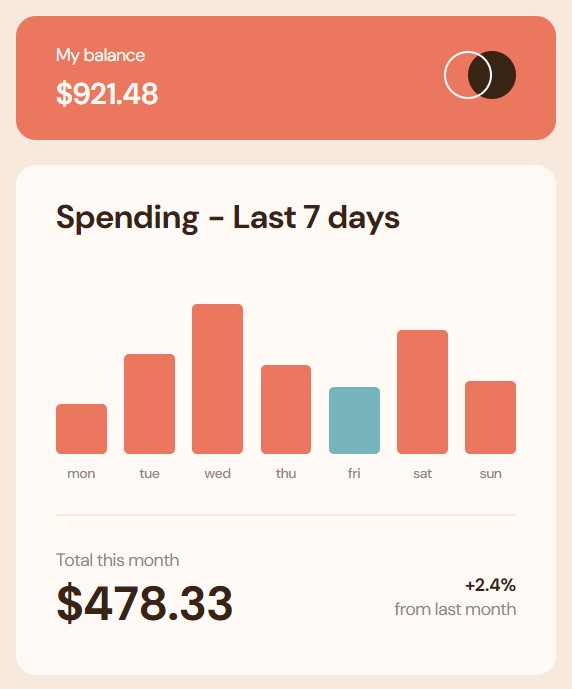 My balance
$921.48
Spending - Last 7 days
mon tue wed thu fri sat sun
Total this month
$478.33
+2.4%
from last month